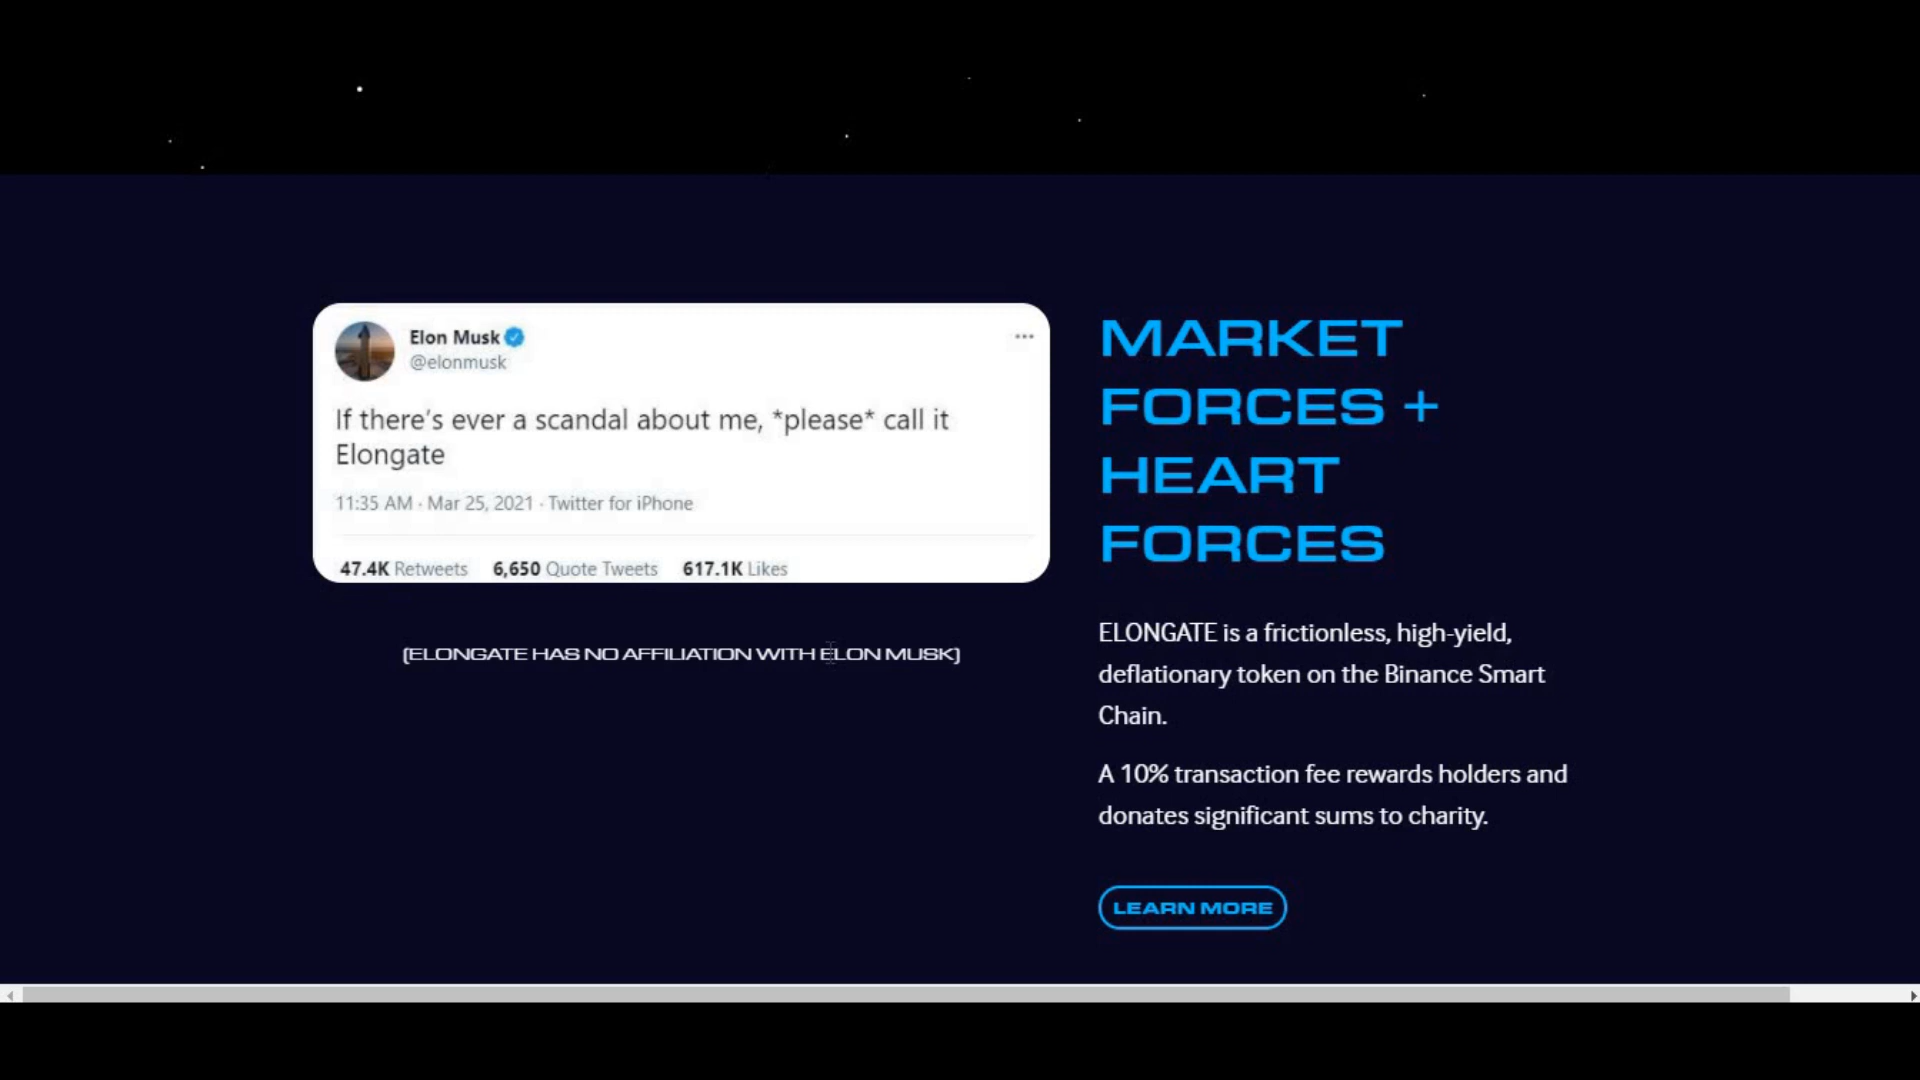 Elon Musk
@elonmusk
If there's ever a scandal about me, *please* call it
Elongate
11:35 AM · Mar 25, 2021 · Twitter for iPhone
47.4K Retweets 6,650 Quote Tweets 617.1K Likes
(ELONGATE HAS NO AFFILIATION WITH ELON MUSK)
MARKET
FORCES +
HEART
FORCES
ELONGATE is a frictionless, high-yield,
deflationary token on the Binance Smart
Chain.
A 10% transaction fee rewards holders and
donates significant sums to charity.
LEARN MORE